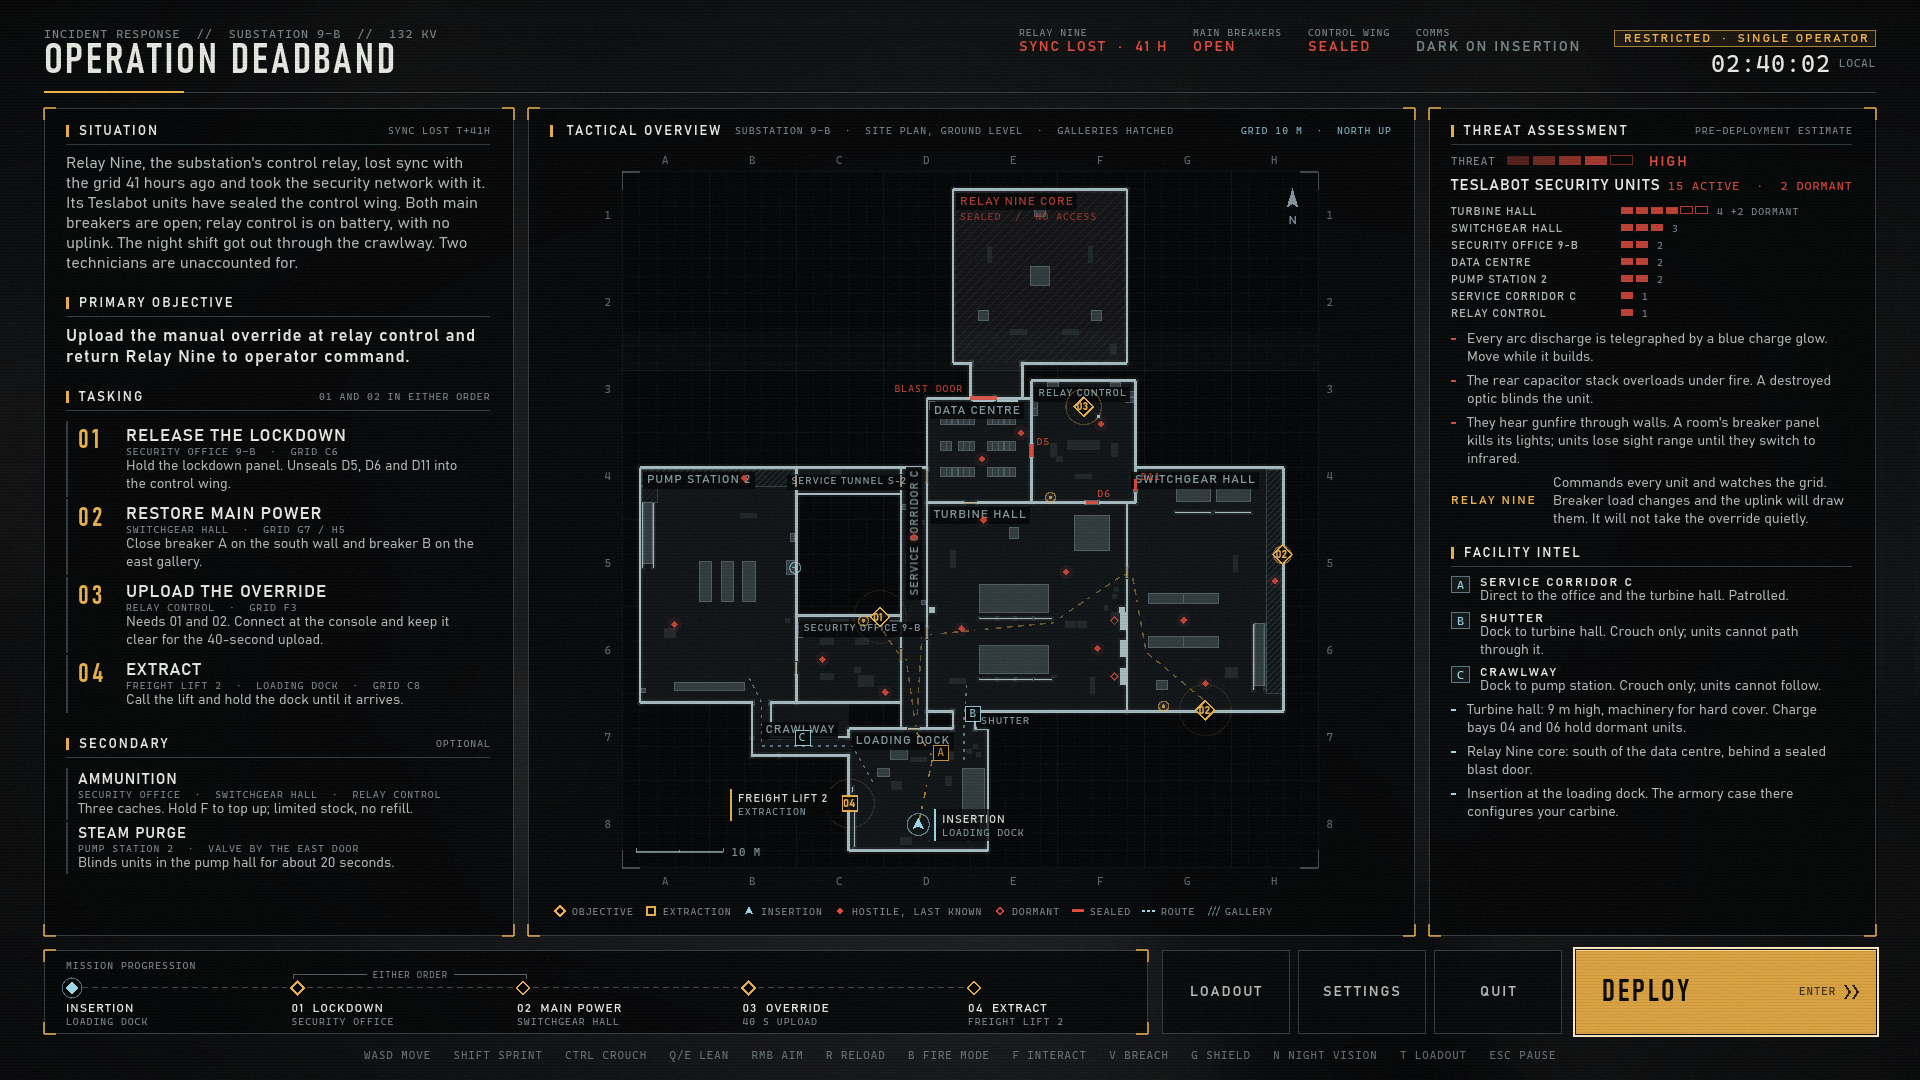 INCIDENT RESPONSE // SUBSTATION 9-B // 132 KV
OPERATION DEADBAND
RELAY NINE
SYNC LOST · 41 H
MAIN BREAKERS
OPEN
CONTROL WING
SEALED
COMMS
DARK ON INSERTION
RESTRICTED · SINGLE OPERATOR
02:40:02 LOCAL
SITUATION
SYNC LOST T+41H
Relay Nine, the substation's control relay, lost sync with
the grid 41 hours ago and took the security network with it.
Its Teslabot units have sealed the control wing. Both main
breakers are open; relay control is on battery, with no
uplink. The night shift got out through the crawlway. Two
technicians are unaccounted for.
PRIMARY OBJECTIVE
Upload the manual override at relay control and
return Relay Nine to operator command.
TASKING
01 AND 02 IN EITHER ORDER
01 RELEASE THE LOCKDOWN
SECURITY OFFICE 9-B · GRID C6
Hold the lockdown panel. Unseals D5, D6 and D11 into
the control wing.
02 RESTORE MAIN POWER
SWITCHGEAR HALL · GRID G7 / H5
Close breaker A on the south wall and breaker B on the
east gallery.
03 UPLOAD THE OVERRIDE
RELAY CONTROL · GRID F3
Needs 01 and 02. Connect at the console and keep it
clear for the 40-second upload.
04 EXTRACT
FREIGHT LIFT 2 · LOADING DOCK · GRID C8
Call the lift and hold the dock until it arrives.
SECONDARY
OPTIONAL
AMMUNITION
SECURITY OFFICE · SWITCHGEAR HALL · RELAY CONTROL
Three caches. Hold F to top up; limited stock, no refill.
STEAM PURGE
PUMP STATION 2 · VALVE BY THE EAST DOOR
Blinds units in the pump hall for about 20 seconds.
TACTICAL OVERVIEW
SUBSTATION 9-B · SITE PLAN, GROUND LEVEL · GALLERIES HATCHED
GRID 10 M · NORTH UP
A B C D E F G H
1 1
2 2
3 3
4 4
5 5
6 6
7 7
8 8
N
RELAY NINE CORE
SEALED / NO ACCESS
BLAST DOOR
RELAY CONTROL
03
DATA CENTRE
D5
PUMP STATION 2
SERVICE TUNNEL S-2
SERVICE CORRIDOR C
D6
SWITCHGEAR HALL
TURBINE HALL
02
01
SECURITY OFFICE 9-B
02
B
SHUTTER
CRAWLWAY
C
LOADING DOCK
A
FREIGHT LIFT 2
EXTRACTION
04
INSERTION
LOADING DOCK
10 M
A B C D E F G H
OBJECTIVE EXTRACTION INSERTION HOSTILE, LAST KNOWN DORMANT SEALED ROUTE GALLERY
THREAT ASSESSMENT
PRE-DEPLOYMENT ESTIMATE
THREAT HIGH
TESLABOT SECURITY UNITS 15 ACTIVE · 2 DORMANT
TURBINE HALL 4 +2 DORMANT
SWITCHGEAR HALL 3
SECURITY OFFICE 9-B 2
DATA CENTRE 2
PUMP STATION 2 2
SERVICE CORRIDOR C 1
RELAY CONTROL 1
Every arc discharge is telegraphed by a blue charge glow.
Move while it builds.
The rear capacitor stack overloads under fire. A destroyed
optic blinds the unit.
They hear gunfire through walls. A room's breaker panel
kills its lights; units lose sight range until they switch to
infrared.
RELAY NINE
Commands every unit and watches the grid.
Breaker load changes and the uplink will draw
them. It will not take the override quietly.
FACILITY INTEL
A SERVICE CORRIDOR C
Direct to the office and the turbine hall. Patrolled.
B SHUTTER
Dock to turbine hall. Crouch only; units cannot path
through it.
C CRAWLWAY
Dock to pump station. Crouch only; units cannot follow.
Turbine hall: 9 m high, machinery for hard cover. Charge
bays 04 and 06 hold dormant units.
Relay Nine core: south of the data centre, behind a sealed
blast door.
Insertion at the loading dock. The armory case there
configures your carbine.
MISSION PROGRESSION
EITHER ORDER
INSERTION
LOADING DOCK
01 LOCKDOWN
SECURITY OFFICE
02 MAIN POWER
SWITCHGEAR HALL
03 OVERRIDE
40 S UPLOAD
04 EXTRACT
FREIGHT LIFT 2
LOADOUT
SETTINGS
QUIT
DEPLOY
ENTER
WASD MOVE SHIFT SPRINT CTRL CROUCH Q/E LEAN RMB AIM R RELOAD B FIRE MODE F INTERACT V BREACH G SHIELD N NIGHT VISION T LOADOUT ESC PAUSE